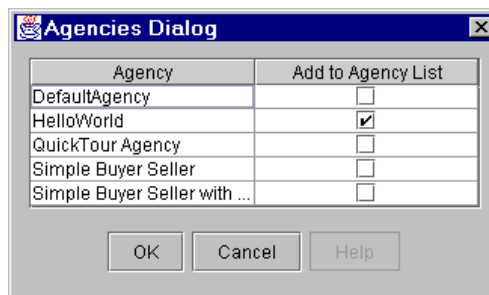 Agencies Dialog
Agency Add to Agency List
DefaultAgency
HelloWorld
QuickTour Agency
Simple Buyer Seller
Simple Buyer Seller with ...
OK Cancel Help